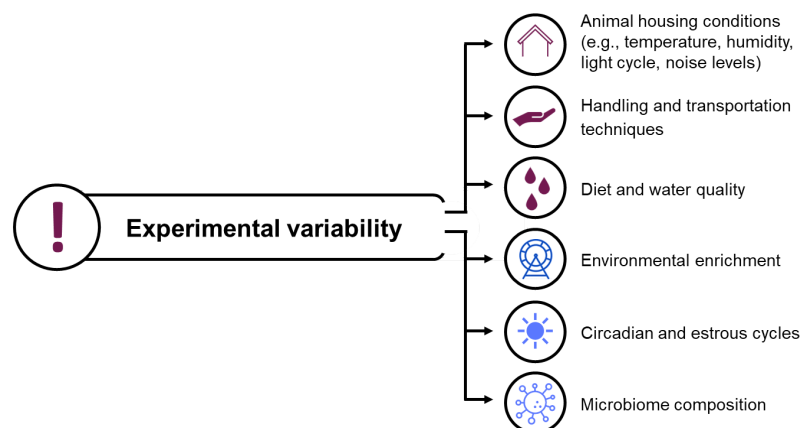 Animal housing conditions
(e.g., temperature, humidity,
light cycle, noise levels)
Handling and transportation
techniques
Diet and water quality
Experimental variability
Environmental enrichment
Circadian and estrous cycles
Microbiome composition